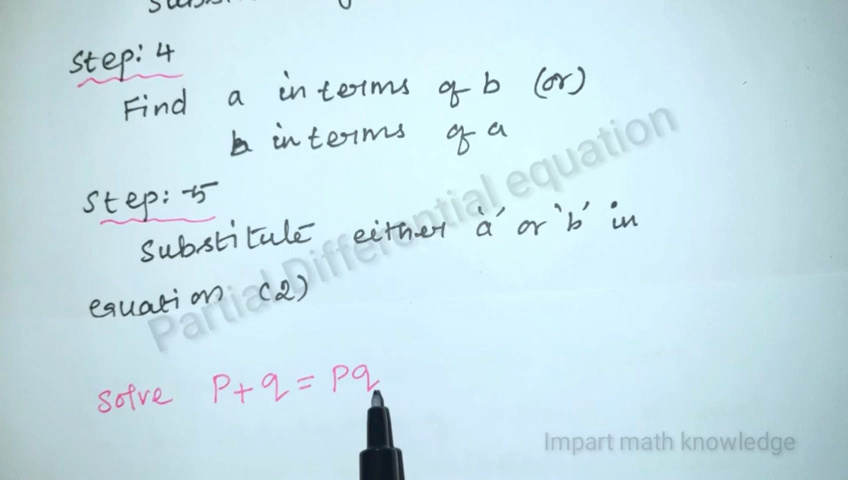 Step: 4
Find a in terms of b (or)
b in terms of a
Step: 5
Substitute either 'a' or 'b' in
equation (2)
Partial Differential equation
Solve P+q = Pq
Impart math knowledge